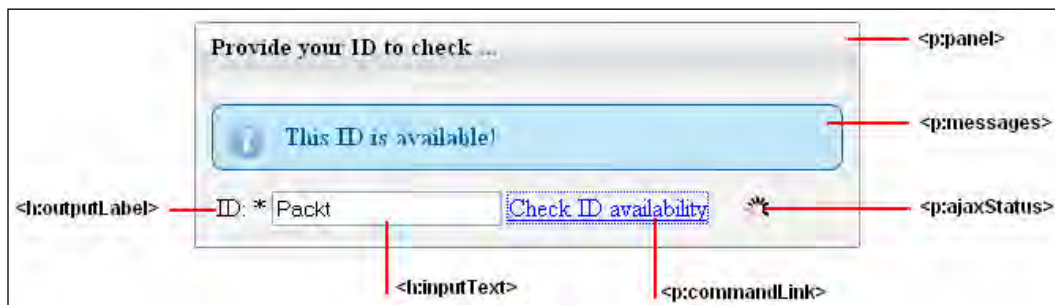 Provide your ID to check ...
<p:panel>
This ID is available!
<p:messages>
<h:outputLabel>
ID: * Packt Check ID availability
<p:ajaxStatus>
<h:inputText>
<p:commandLink>